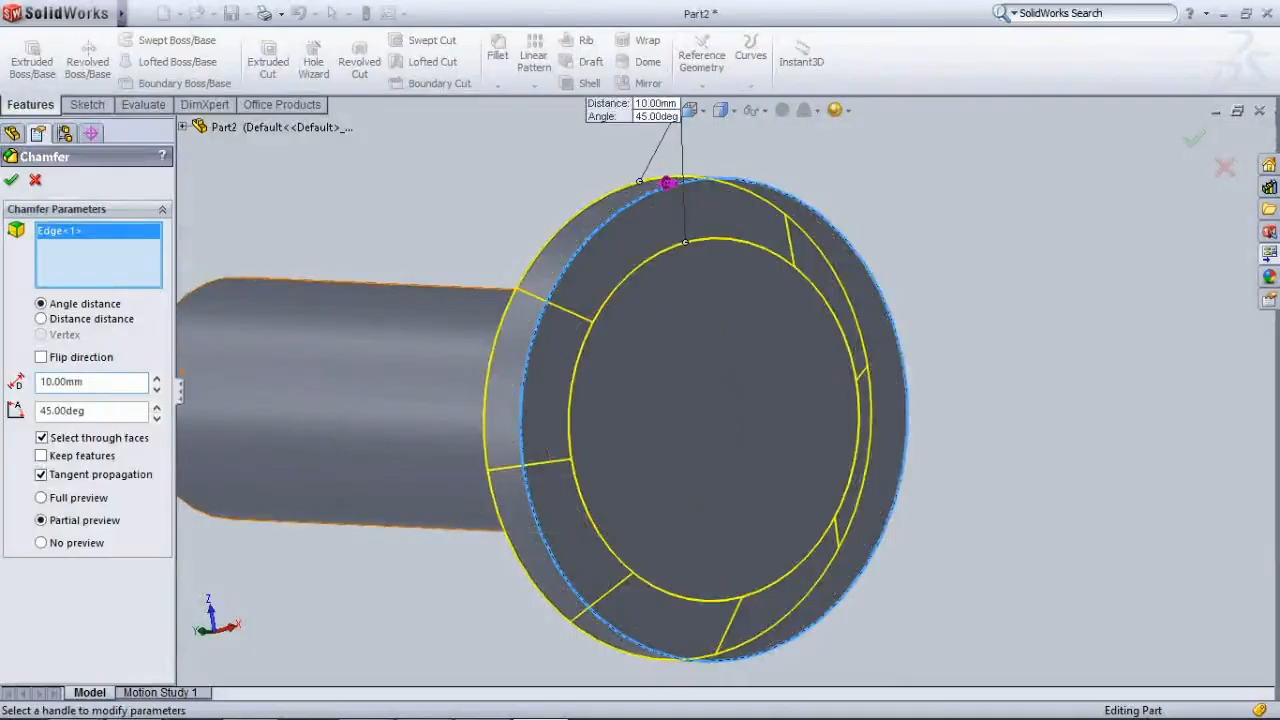 SolidWorks
Part2 *
SolidWorks Search
Extruded Boss/Base
Revolved Boss/Base
Swept Boss/Base
Lofted Boss/Base
Boundary Boss/Base
Extruded Cut
Hole Wizard
Revolved Cut
Swept Cut
Lofted Cut
Boundary Cut
Fillet
Linear Pattern
Rib
Draft
Shell
Wrap
Dome
Mirror
Reference Geometry
Curves
Instant3D
Features
Sketch
Evaluate
DimXpert
Office Products
Distance: 10.00mm
Angle: 45.00deg
Part2 (Default<<Default>_...
Chamfer
?
Chamfer Parameters
Edge<1>
Angle distance
Distance distance
Vertex
Flip direction
10.00mm
45.00deg
Select through faces
Keep features
Tangent propagation
Full preview
Partial preview
No preview
Z
Y
X
Model
Motion Study 1
Select a handle to modify parameters
Editing Part